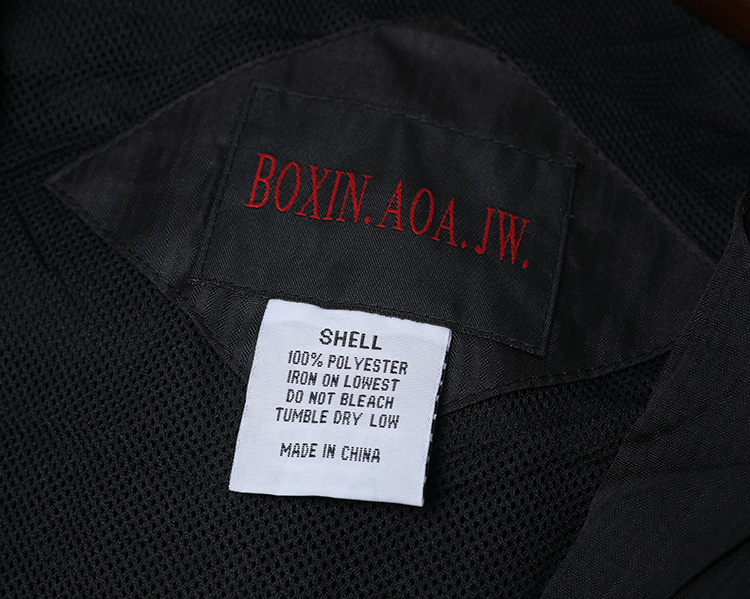 BOXIN.AOA.JW.
SHELL
100% POLYESTER
IRON ON LOWEST
DO NOT BLEACH
TUMBLE DRY LOW
MADE IN CHINA